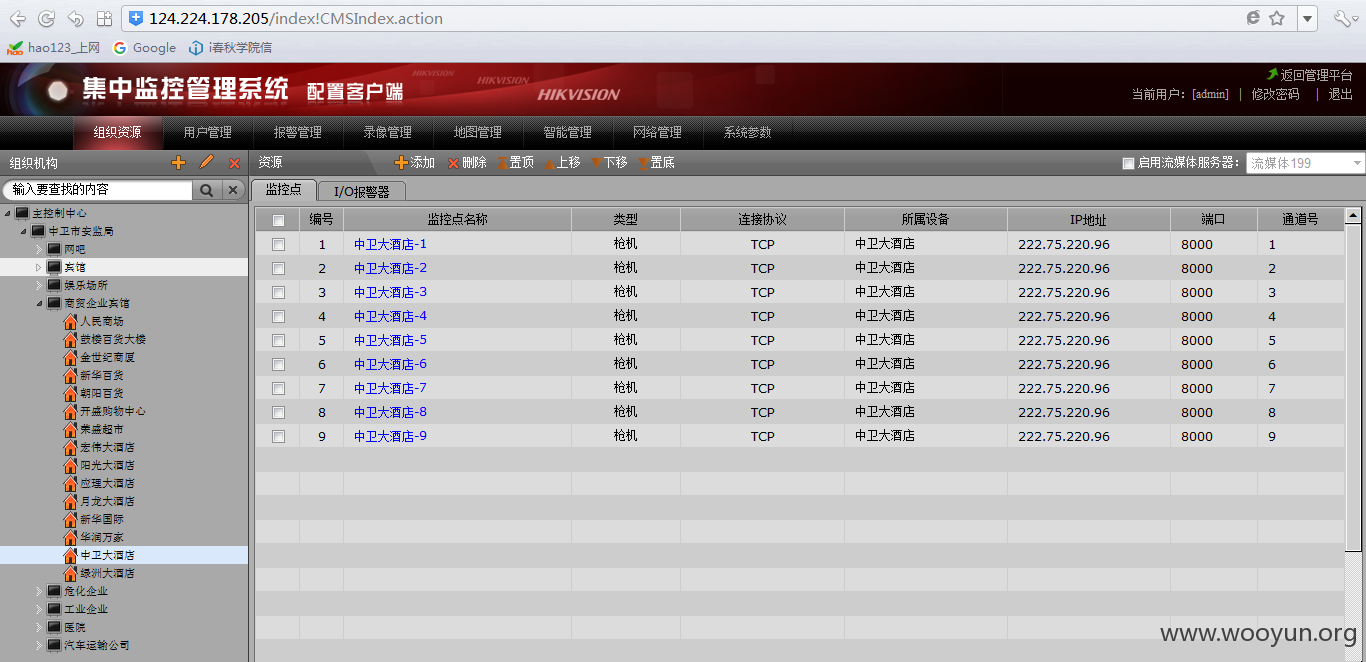 124.224.178.205/index!CMSIndex.action
hao123_上网 Google i春秋学院信
集中监控管理系统 配置客户端 HIKVISION HIKVISION HIKVISION
返回管理平台
当前用户: [admin] | 修改密码 | 退出
组织资源 用户管理 报警管理 录像管理 地图管理 智能管理 网络管理 系统参数
组织机构 资源 添加 删除 置顶 上移 下移 置底 启用流媒体服务器: 流媒体199
输入要查找的内容
监控点 I/O报警器
主控制中心
中卫市安监局
网吧
宾馆
娱乐场所
商贸企业宾馆
人民商场
鼓楼百货大楼
金世纪商厦
新华百货
朝阳百货
开盛购物中心
荣盛超市
宏伟大酒店
阳光大酒店
应理大酒店
月龙大酒店
新华国际
华润万家
中卫大酒店
绿洲大酒店
危化企业
工业企业
医院
汽车运输公司
编号 监控点名称 类型 连接协议 所属设备 IP地址 端口 通道号
1 中卫大酒店-1 枪机 TCP 中卫大酒店 222.75.220.96 8000 1
2 中卫大酒店-2 枪机 TCP 中卫大酒店 222.75.220.96 8000 2
3 中卫大酒店-3 枪机 TCP 中卫大酒店 222.75.220.96 8000 3
4 中卫大酒店-4 枪机 TCP 中卫大酒店 222.75.220.96 8000 4
5 中卫大酒店-5 枪机 TCP 中卫大酒店 222.75.220.96 8000 5
6 中卫大酒店-6 枪机 TCP 中卫大酒店 222.75.220.96 8000 6
7 中卫大酒店-7 枪机 TCP 中卫大酒店 222.75.220.96 8000 7
8 中卫大酒店-8 枪机 TCP 中卫大酒店 222.75.220.96 8000 8
9 中卫大酒店-9 枪机 TCP 中卫大酒店 222.75.220.96 8000 9
www.wooyun.org